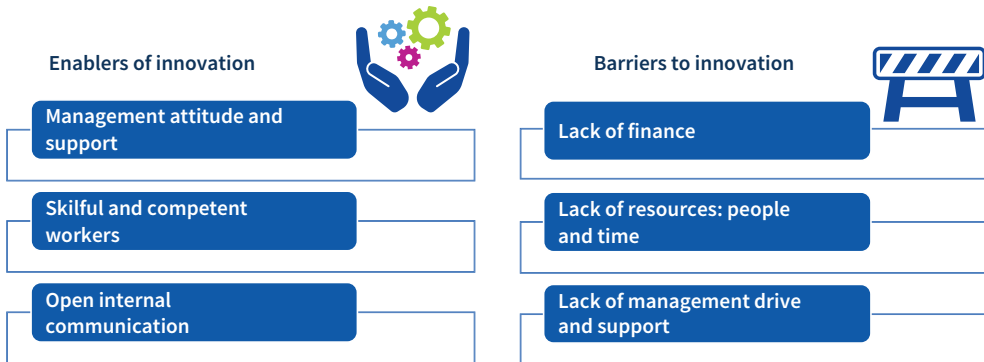 Enablers of innovation
Management attitude and
support
Skilful and competent
workers
Open internal
communication
Barriers to innovation
Lack of finance
Lack of resources: people
and time
Lack of management drive
and support